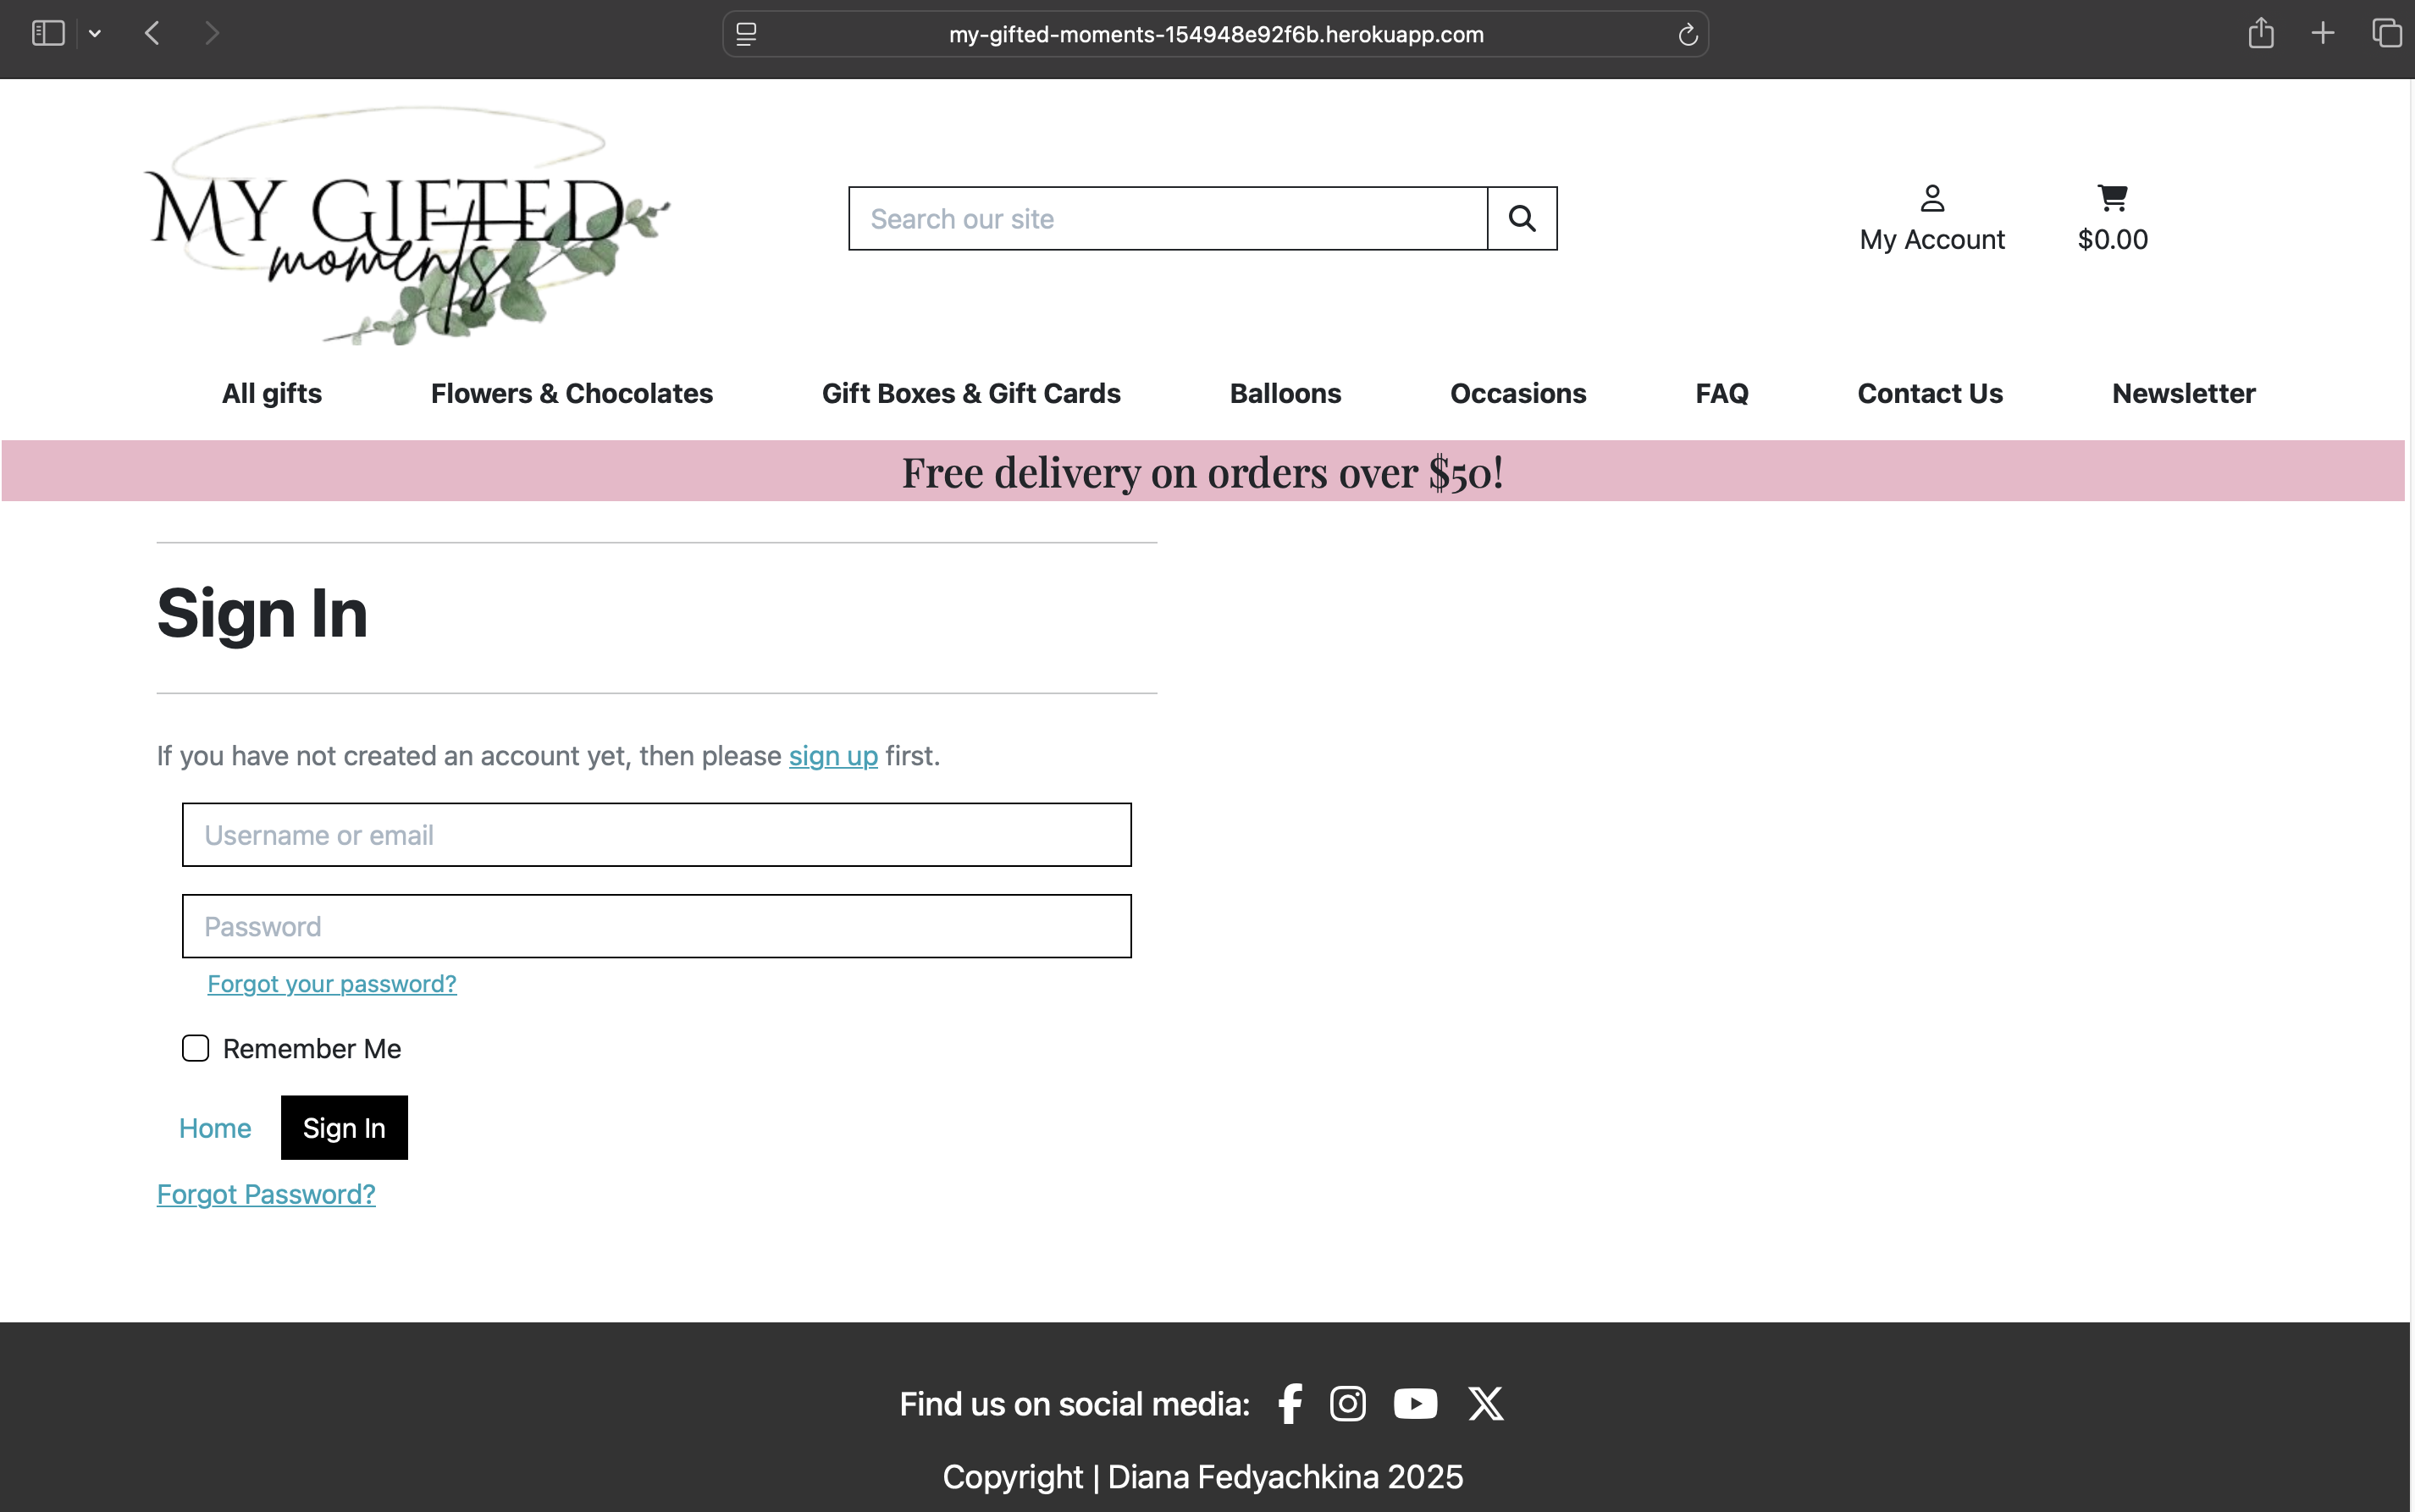 my-gifted-moments-154948e92f6b.herokuapp.com
MY GIFTED
moments
Search our site
My Account
$0.00
All gifts
Flowers & Chocolates
Gift Boxes & Gift Cards
Balloons
Occasions
FAQ
Contact Us
Newsletter
Free delivery on orders over $50!
Sign In
If you have not created an account yet, then please sign up first.
Username or email
Password
Forgot your password?
Remember Me
Home
Sign In
Forgot Password?
Find us on social media:
Copyright | Diana Fedyachkina 2025